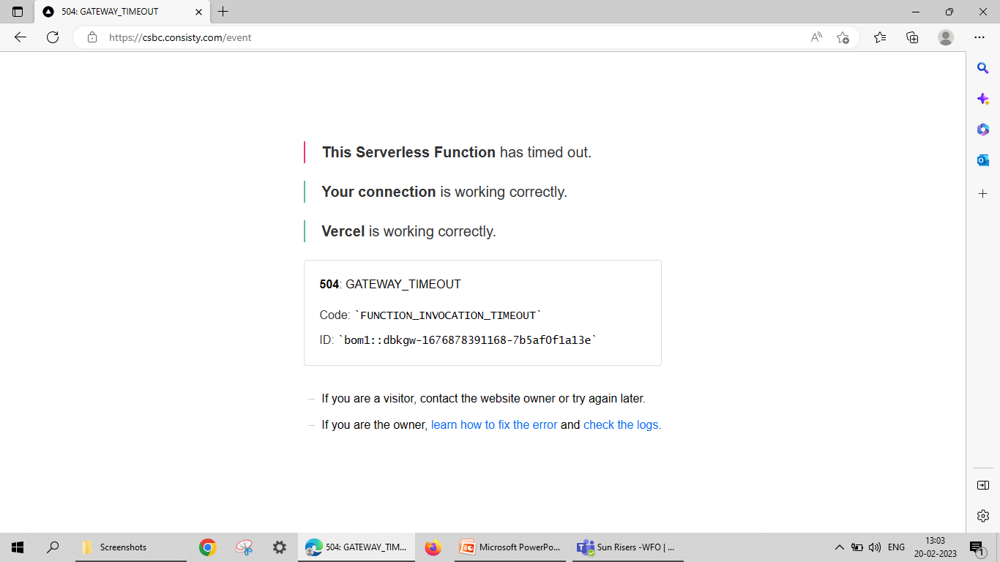 504: GATEWAY_TIMEOUT
https://csbc.consisty.com/event
This Serverless Function has timed out.
Your connection is working correctly.
Vercel is working correctly.
504: GATEWAY_TIMEOUT
Code: `FUNCTION_INVOCATION_TIMEOUT`
ID: `bom1::dbkgw-1676878391168-7b5af0f1a13e`
– If you are a visitor, contact the website owner or try again later.
– If you are the owner, learn how to fix the error and check the logs.
Screenshots
504: GATEWAY_TIM...
Microsoft PowerPo...
Sun Risers -WFO | ...
ENG
13:03
20-02-2023
1